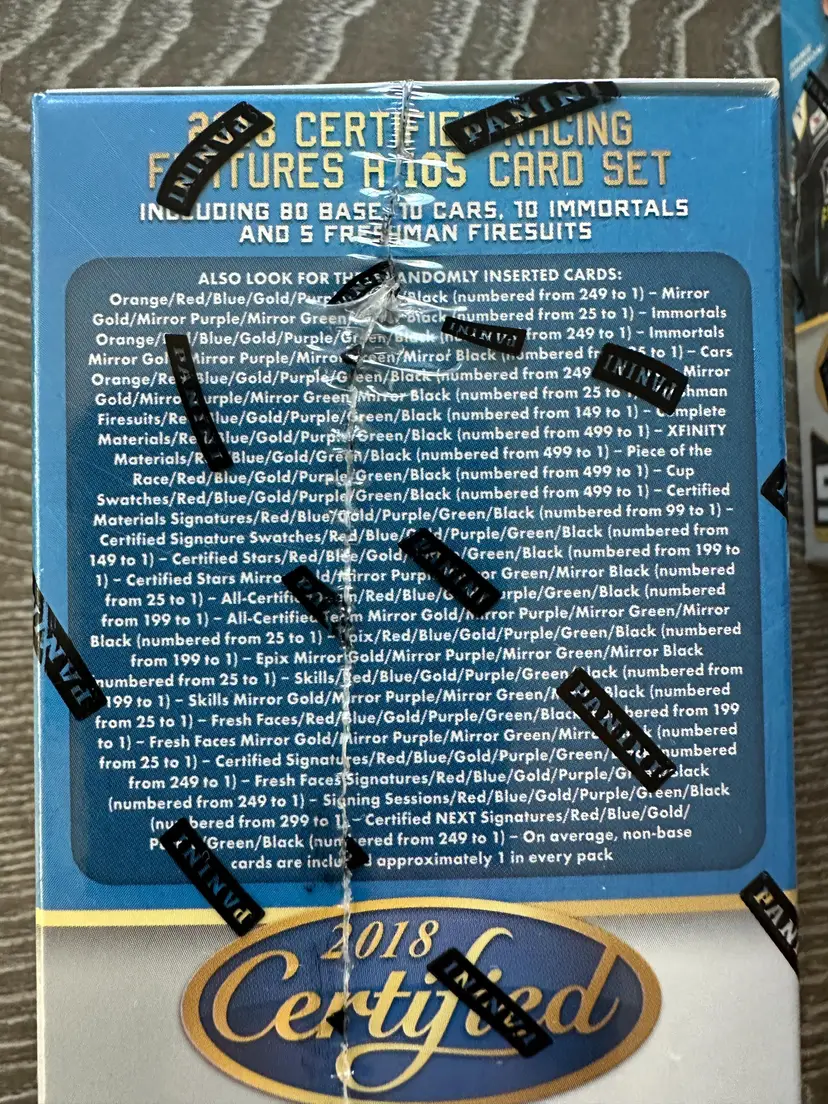 2018 CERTIFIED RACING
FEATURES A 105 CARD SET
INCLUDING 80 BASE, 10 CARS, 10 IMMORTALS
AND 5 FRESHMAN FIRESUITS
ALSO LOOK FOR THESE RANDOMLY INSERTED CARDS:
Orange/Red/Blue/Gold/Purple/Green/Black (numbered from 249 to 1) – Mirror
Gold/Mirror Purple/Mirror Green/Mirror Black (numbered from 25 to 1) – Immortals
Orange/Red/Blue/Gold/Purple/Green/Black (numbered from 249 to 1) – Immortals
Mirror Gold/Mirror Purple/Mirror Green/Mirror Black (numbered from 25 to 1) – Cars
Orange/Red/Blue/Gold/Purple/Green/Black (numbered from 249 to 1) – Mirror
Gold/Mirror Purple/Mirror Green/Mirror Black (numbered from 25 to 1) – Freshman
Firesuits/Red/Blue/Gold/Purple/Green/Black (numbered from 149 to 1) – Complete
Materials/Red/Blue/Gold/Purple/Green/Black (numbered from 499 to 1) – XFINITY
Materials/Red/Blue/Gold/Green/Black (numbered from 499 to 1) – Piece of the
Race/Red/Blue/Gold/Purple/Green/Black (numbered from 499 to 1) – Cup
Swatches/Red/Blue/Gold/Purple/Green/Black (numbered from 499 to 1) – Certified
Materials Signatures/Red/Blue/Gold/Purple/Green/Black (numbered from 99 to 1) –
Certified Signature Swatches/Red/Blue/Gold/Purple/Green/Black (numbered from
149 to 1) – Certified Stars/Red/Blue/Gold/Purple/Green/Black (numbered from 199 to
1) – Certified Stars Mirror Gold/Mirror Purple/Mirror Green/Mirror Black (numbered
from 25 to 1) – All-Certified Team/Red/Blue/Gold/Purple/Green/Black (numbered
from 199 to 1) – All-Certified Team Mirror Gold/Mirror Purple/Mirror Green/Mirror
Black (numbered from 25 to 1) – Epix/Red/Blue/Gold/Purple/Green/Black (numbered
from 199 to 1) – Epix Mirror Gold/Mirror Purple/Mirror Green/Mirror Black
(numbered from 25 to 1) – Skills/Red/Blue/Gold/Purple/Green/Black (numbered from
199 to 1) – Skills Mirror Gold/Mirror Purple/Mirror Green/Mirror Black (numbered
from 25 to 1) – Fresh Faces/Red/Blue/Gold/Purple/Green/Black (numbered from 199
to 1) – Fresh Faces Mirror Gold/Mirror Purple/Mirror Green/Mirror Black (numbered
from 25 to 1) – Certified Signatures/Red/Blue/Gold/Purple/Green/Black (numbered
from 249 to 1) – Fresh Faces Signatures/Red/Blue/Gold/Purple/Green/Black
(numbered from 249 to 1) – Signing Sessions/Red/Blue/Gold/Purple/Green/Black
(numbered from 299 to 1) – Certified NEXT Signatures/Red/Blue/Gold/
Purple/Green/Black (numbered from 249 to 1) – On average, non-base
cards are included approximately 1 in every pack
2018
Certified
PANINI
PANINI
PANINI
PANINI
PANINI
PANINI
PANINI
PANINI
PANINI